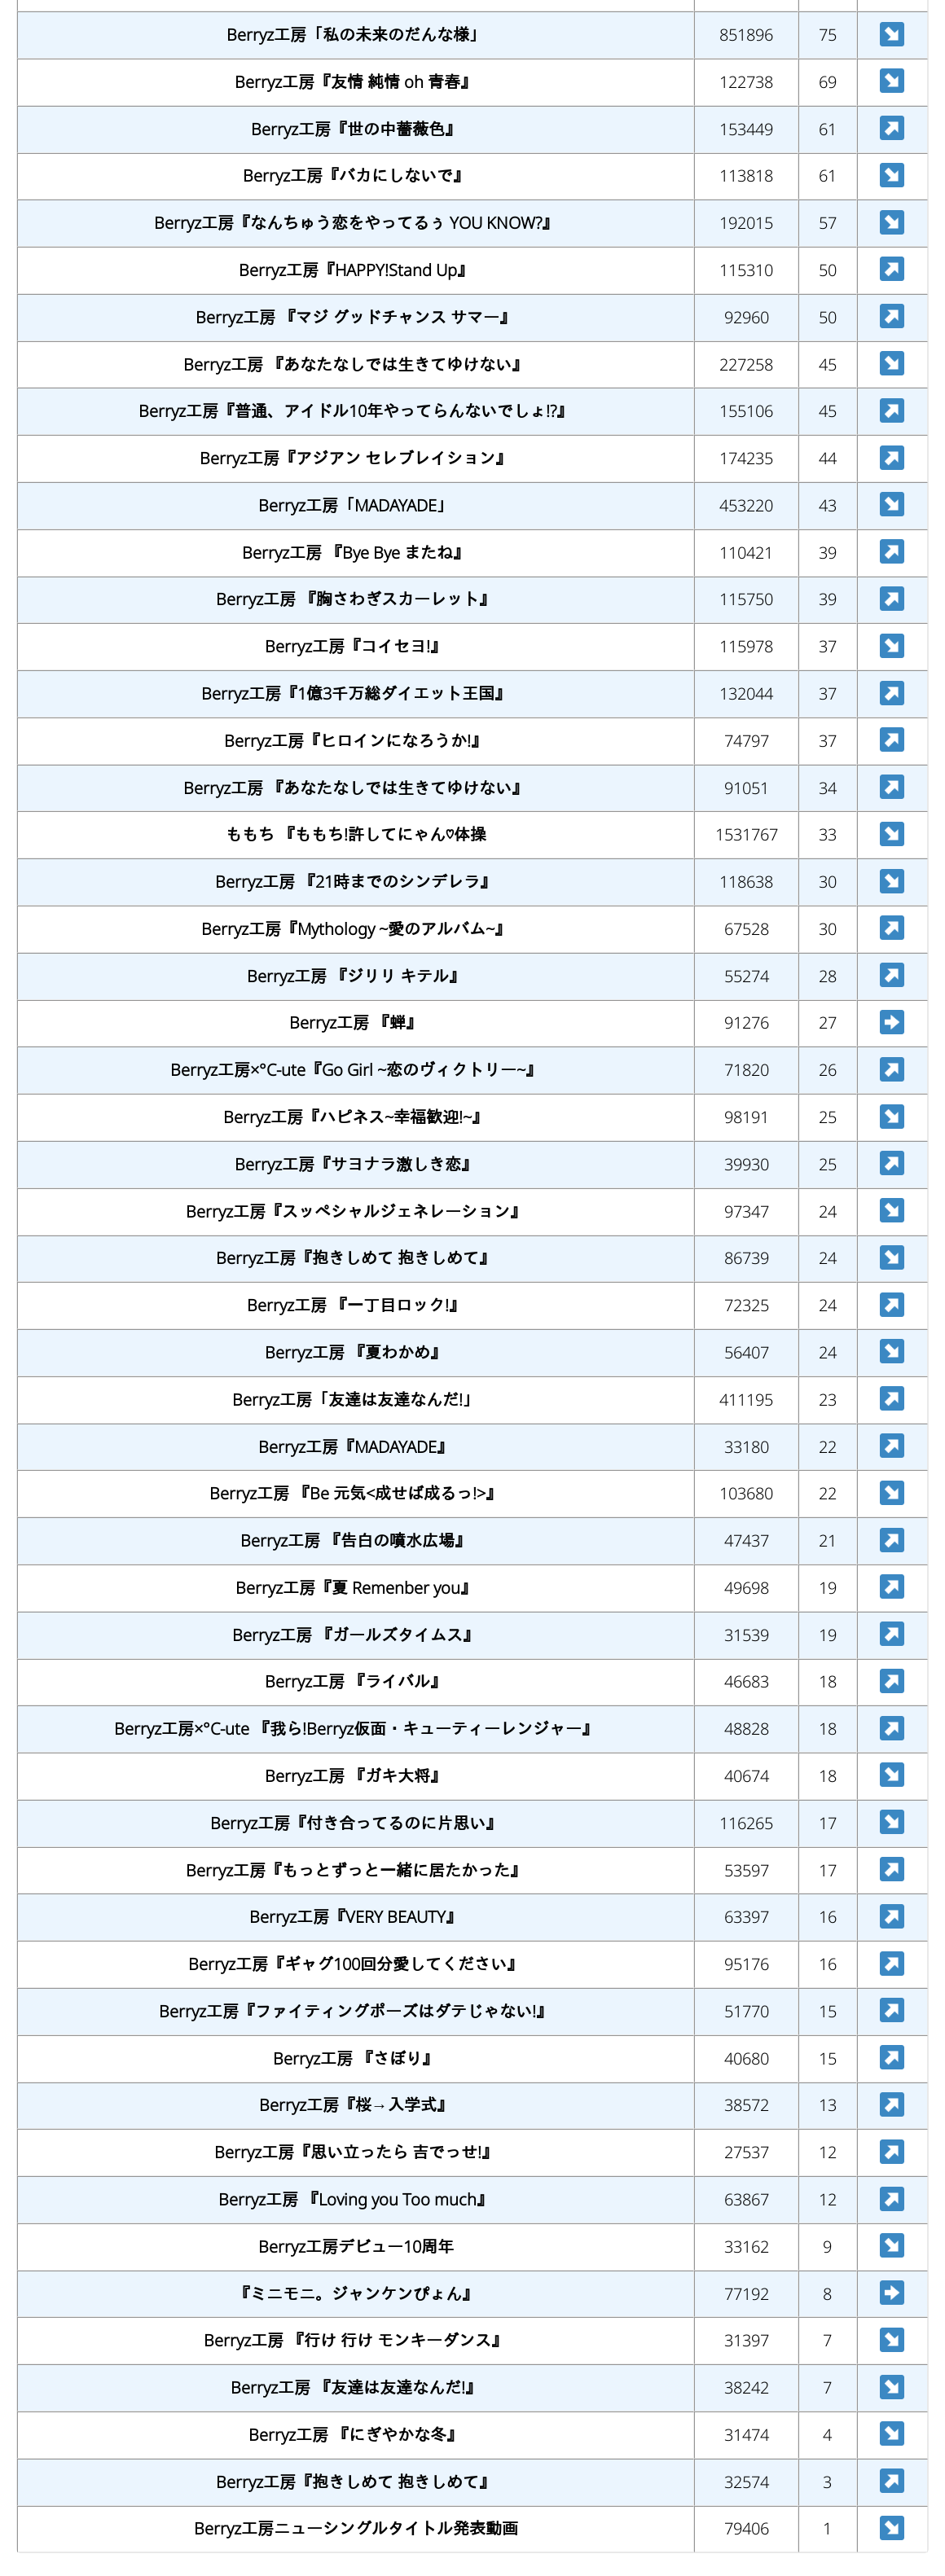 Berryz工房「私の未来のだんな様」 851896 75 ↘
Berryz工房『友情 純情 oh 青春』 122738 69 ↘
Berryz工房『世の中薔薇色』 153449 61 ↗
Berryz工房『バカにしないで』 113818 61 ↘
Berryz工房『なんちゅう恋をやってるぅ YOU KNOW?』 192015 57 ↘
Berryz工房『HAPPY!Stand Up』 115310 50 ↗
Berryz工房 『マジ グッドチャンス サマー』 92960 50 ↗
Berryz工房 『あなたなしでは生きてゆけない』 227258 45 ↘
Berryz工房『普通、アイドル10年やってらんないでしょ!?』 155106 45 ↗
Berryz工房『アジアン セレブレイション』 174235 44 ↗
Berryz工房「MADAYADE」 453220 43 ↘
Berryz工房 『Bye Bye またね』 110421 39 ↗
Berryz工房 『胸さわぎスカーレット』 115750 39 ↗
Berryz工房『コイセヨ!』 115978 37 ↘
Berryz工房『1億3千万総ダイエット王国』 132044 37 ↗
Berryz工房『ヒロインになろうか!』 74797 37 ↗
Berryz工房 『あなたなしでは生きてゆけない』 91051 34 ↗
ももち 『ももち!許してにゃん♡体操 1531767 33 ↘
Berryz工房 『21時までのシンデレラ』 118638 30 ↘
Berryz工房『Mythology ~愛のアルバム~』 67528 30 ↗
Berryz工房 『ジリリ キテル』 55274 28 ↗
Berryz工房 『蝉』 91276 27 ➡
Berryz工房×°C-ute『Go Girl ~恋のヴィクトリー~』 71820 26 ↗
Berryz工房『ハピネス~幸福歓迎!~』 98191 25 ↘
Berryz工房『サヨナラ激しき恋』 39930 25 ↗
Berryz工房『スッペシャルジェネレーション』 97347 24 ↘
Berryz工房『抱きしめて 抱きしめて』 86739 24 ↘
Berryz工房 『一丁目ロック!』 72325 24 ↗
Berryz工房 『夏わかめ』 56407 24 ↘
Berryz工房「友達は友達なんだ!」 411195 23 ↗
Berryz工房『MADAYADE』 33180 22 ↗
Berryz工房 『Be 元気<成せば成るっ!>』 103680 22 ↘
Berryz工房 『告白の噴水広場』 47437 21 ↗
Berryz工房『夏 Remenber you』 49698 19 ↗
Berryz工房 『ガールズタイムス』 31539 19 ↗
Berryz工房 『ライバル』 46683 18 ↗
Berryz工房×°C-ute 『我ら!Berryz仮面・キューティーレンジャー』 48828 18 ↗
Berryz工房 『ガキ大将』 40674 18 ↘
Berryz工房『付き合ってるのに片思い』 116265 17 ↘
Berryz工房『もっとずっと一緒に居たかった』 53597 17 ↗
Berryz工房『VERY BEAUTY』 63397 16 ↗
Berryz工房『ギャグ100回分愛してください』 95176 16 ↗
Berryz工房『ファイティングポーズはダテじゃない!』 51770 15 ↗
Berryz工房 『さぼり』 40680 15 ↗
Berryz工房『桜→入学式』 38572 13 ↗
Berryz工房『思い立ったら 吉でっせ!』 27537 12 ↗
Berryz工房 『Loving you Too much』 63867 12 ↗
Berryz工房デビュー10周年 33162 9 ↘
『ミニモニ。ジャンケンぴょん』 77192 8 ➡
Berryz工房 『行け 行け モンキーダンス』 31397 7 ↘
Berryz工房 『友達は友達なんだ!』 38242 7 ↘
Berryz工房 『にぎやかな冬』 31474 4 ↘
Berryz工房『抱きしめて 抱きしめて』 32574 3 ↗
Berryz工房ニューシングルタイトル発表動画 79406 1 ↘